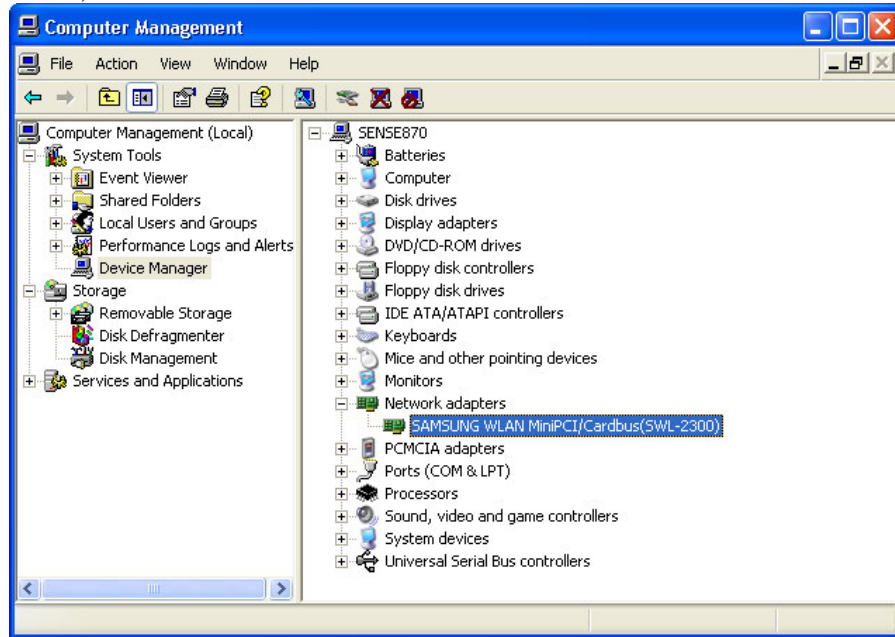 Computer Management
File Action View Window Help
Computer Management (Local)
System Tools
Event Viewer
Shared Folders
Local Users and Groups
Performance Logs and Alerts
Device Manager
Storage
Removable Storage
Disk Defragmenter
Disk Management
Services and Applications
SENSE870
Batteries
Computer
Disk drives
Display adapters
DVD/CD-ROM drives
Floppy disk controllers
Floppy disk drives
IDE ATA/ATAPI controllers
Keyboards
Mice and other pointing devices
Monitors
Network adapters
SAMSUNG WLAN MiniPCI/Cardbus(SWL-2300)
PCMCIA adapters
Ports (COM & LPT)
Processors
Sound, video and game controllers
System devices
Universal Serial Bus controllers